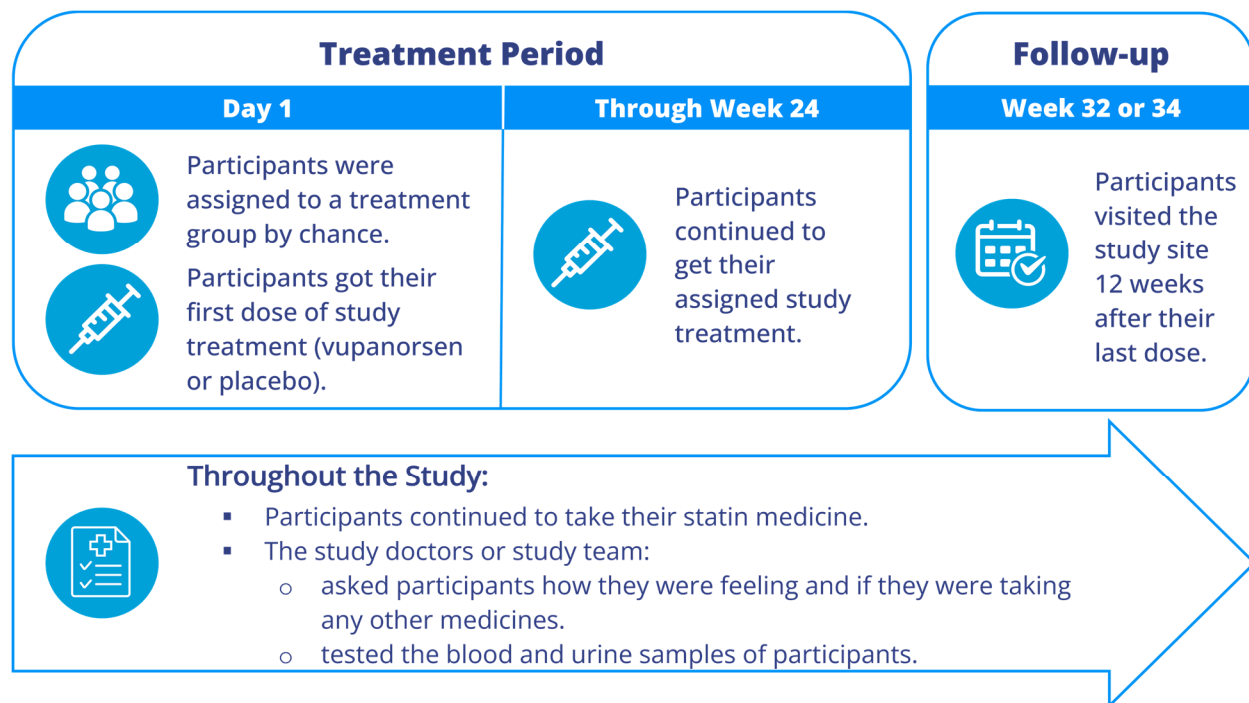 Treatment Period
Day 1
Participants were
assigned to a treatment
group by chance.
Participants got their
first dose of study
treatment (vupanorsen
or placebo).
Through Week 24
Participants
continued to
get their
assigned study
treatment.
Follow-up
Week 32 or 34
Participants
visited the
study site
12 weeks
after their
last dose.
Throughout the Study:
▪ Participants continued to take their statin medicine.
▪ The study doctors or study team:
o asked participants how they were feeling and if they were taking
any other medicines.
o tested the blood and urine samples of participants.